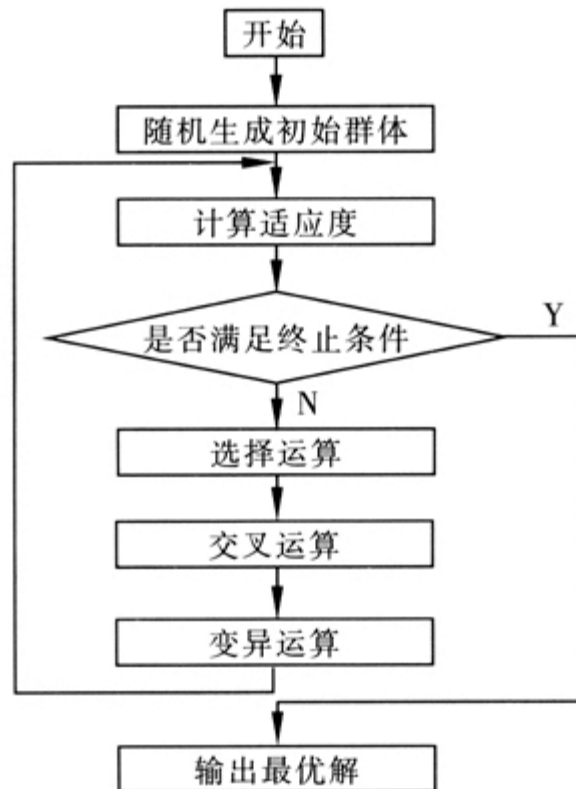 开始
随机生成初始群体
计算适应度
是否满足终止条件
Y
N
选择运算
交叉运算
变异运算
输出最优解